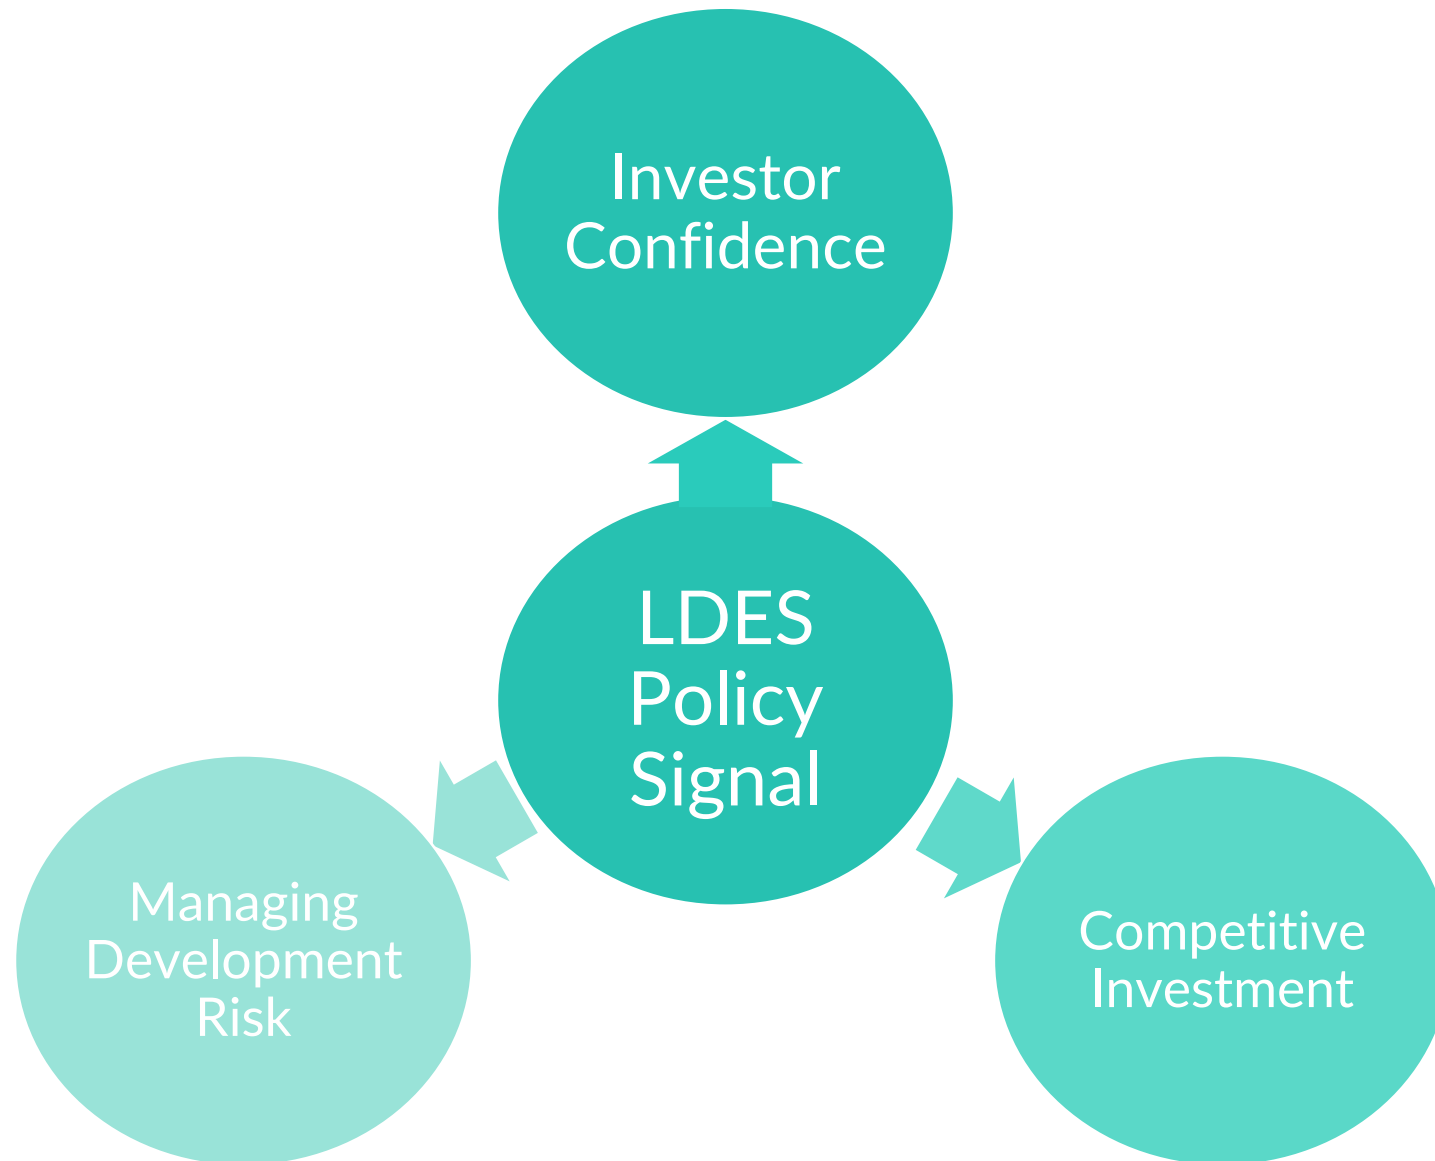 Investor
Confidence
LDES
Policy
Signal
Managing
Development
Risk
Competitive
Investment